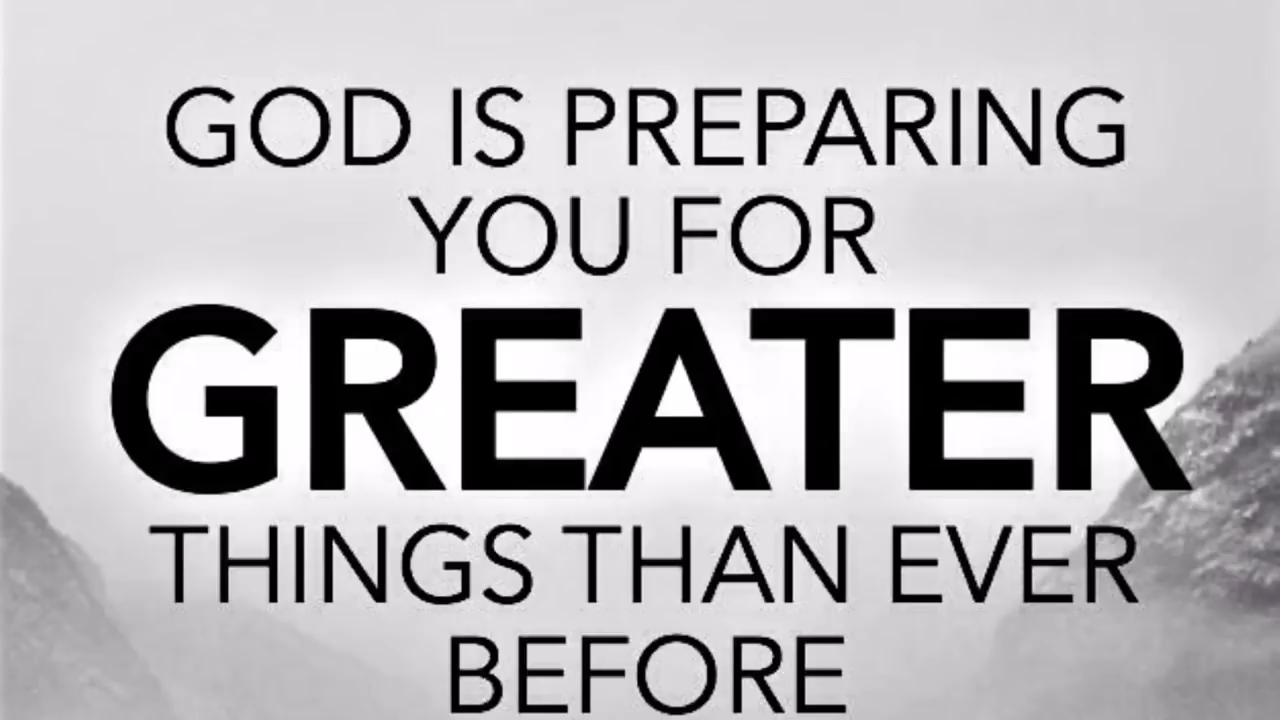 GOD IS PREPARING
YOU FOR
GREATER
THINGS THAN EVER
BEFORE